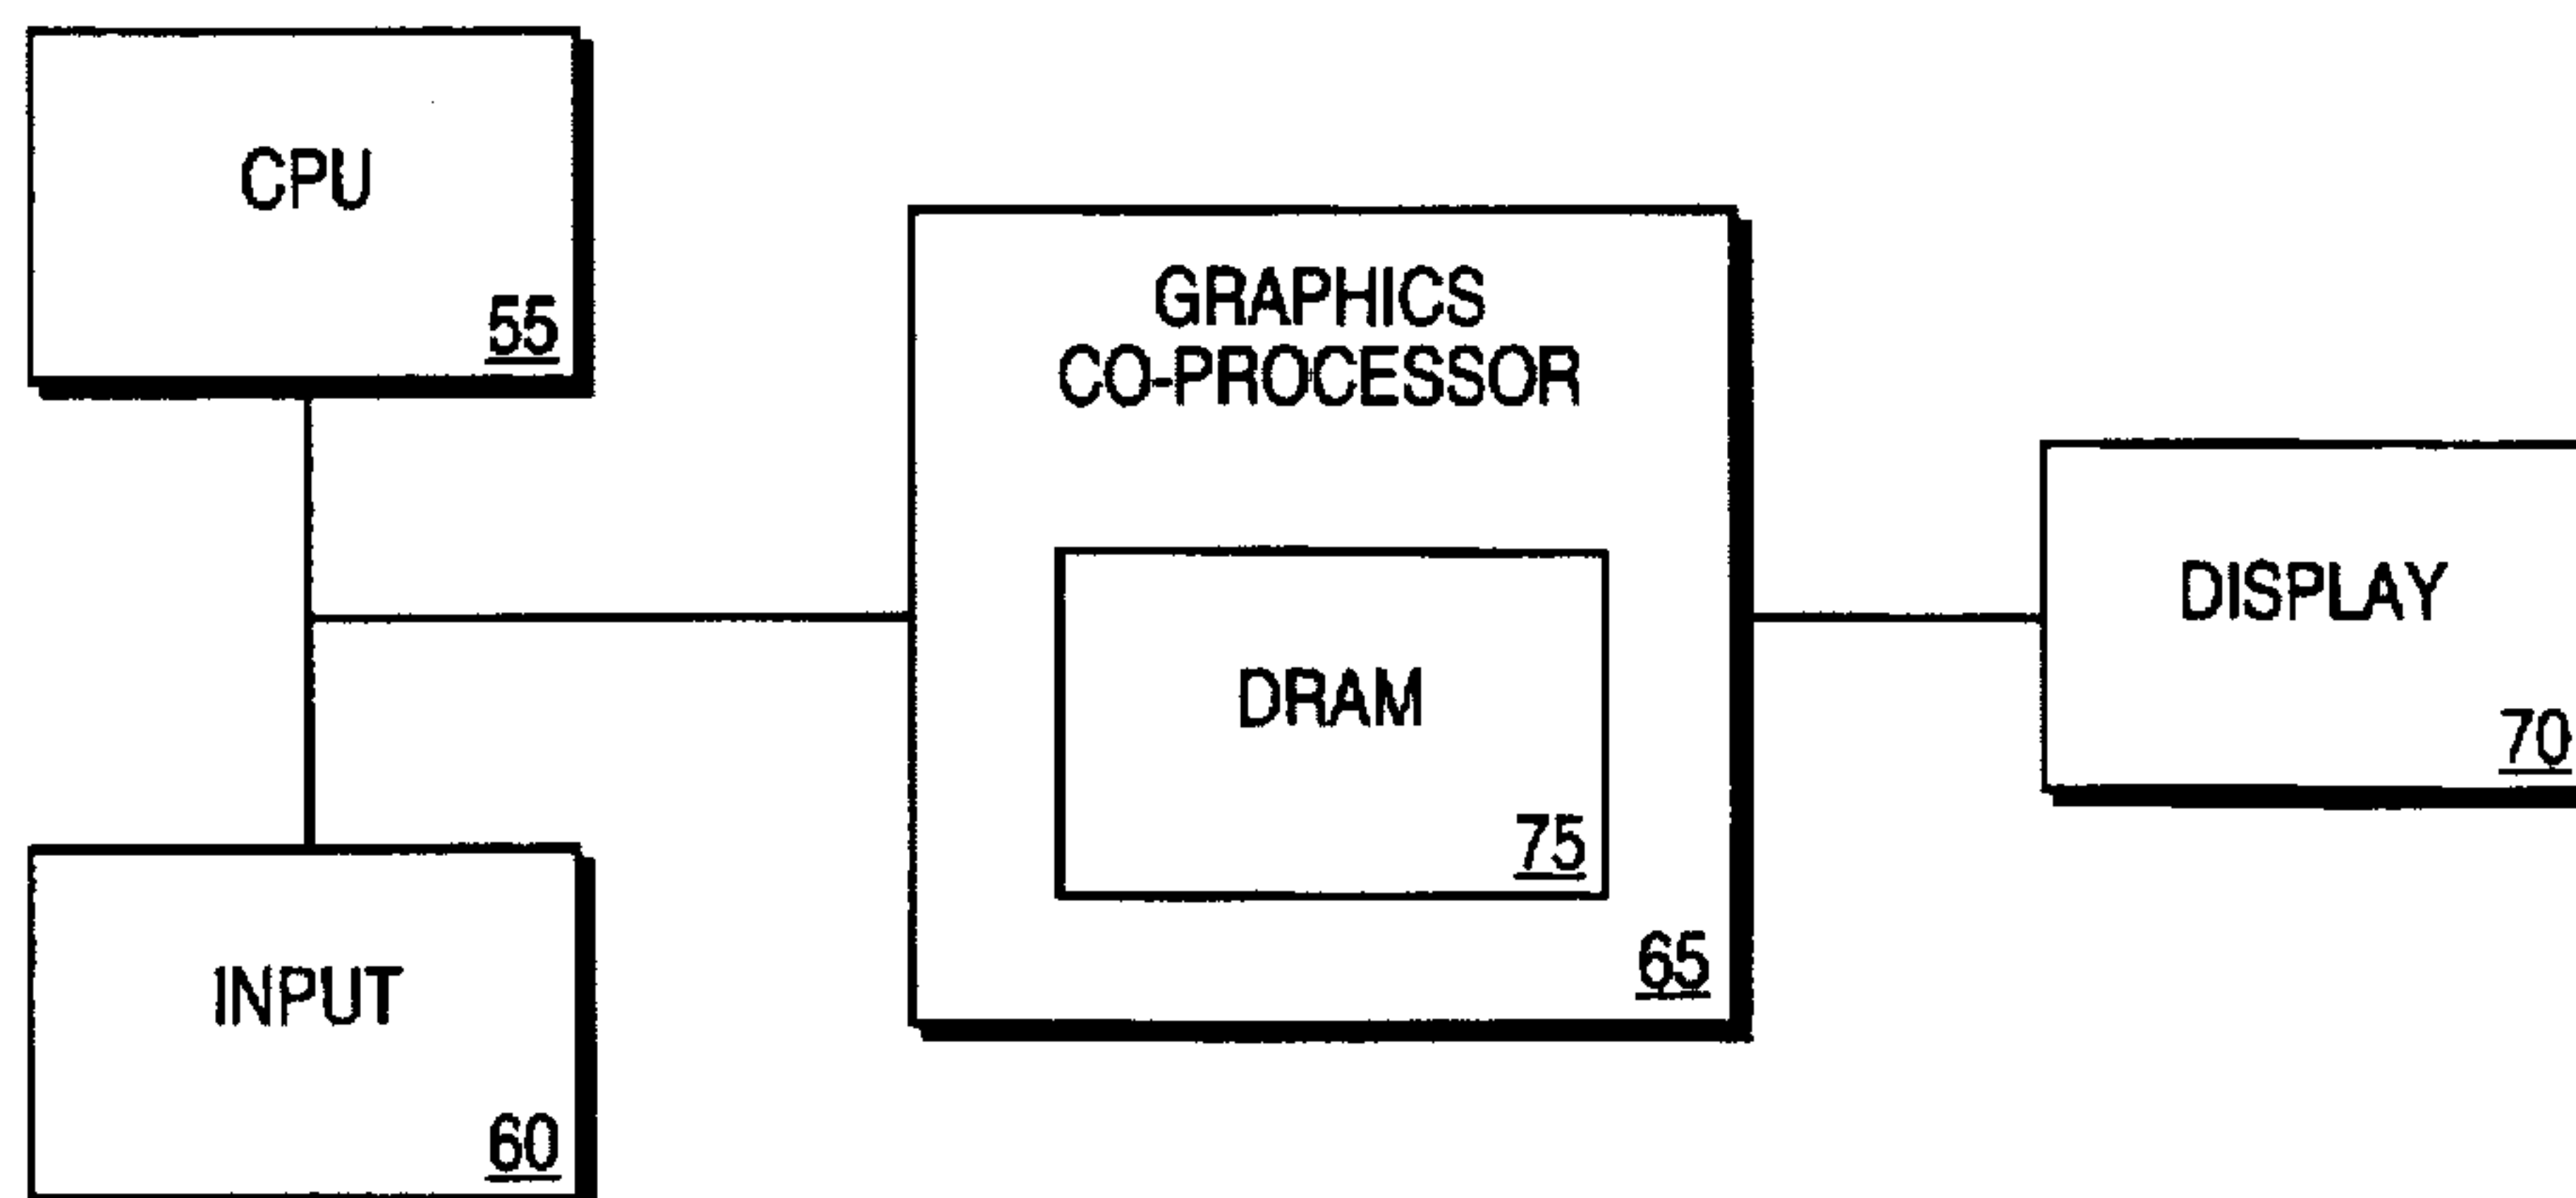 CPU
55
GRAPHICS
CO-PROCESSOR
DRAM
75
65
DISPLAY
70
INPUT
60